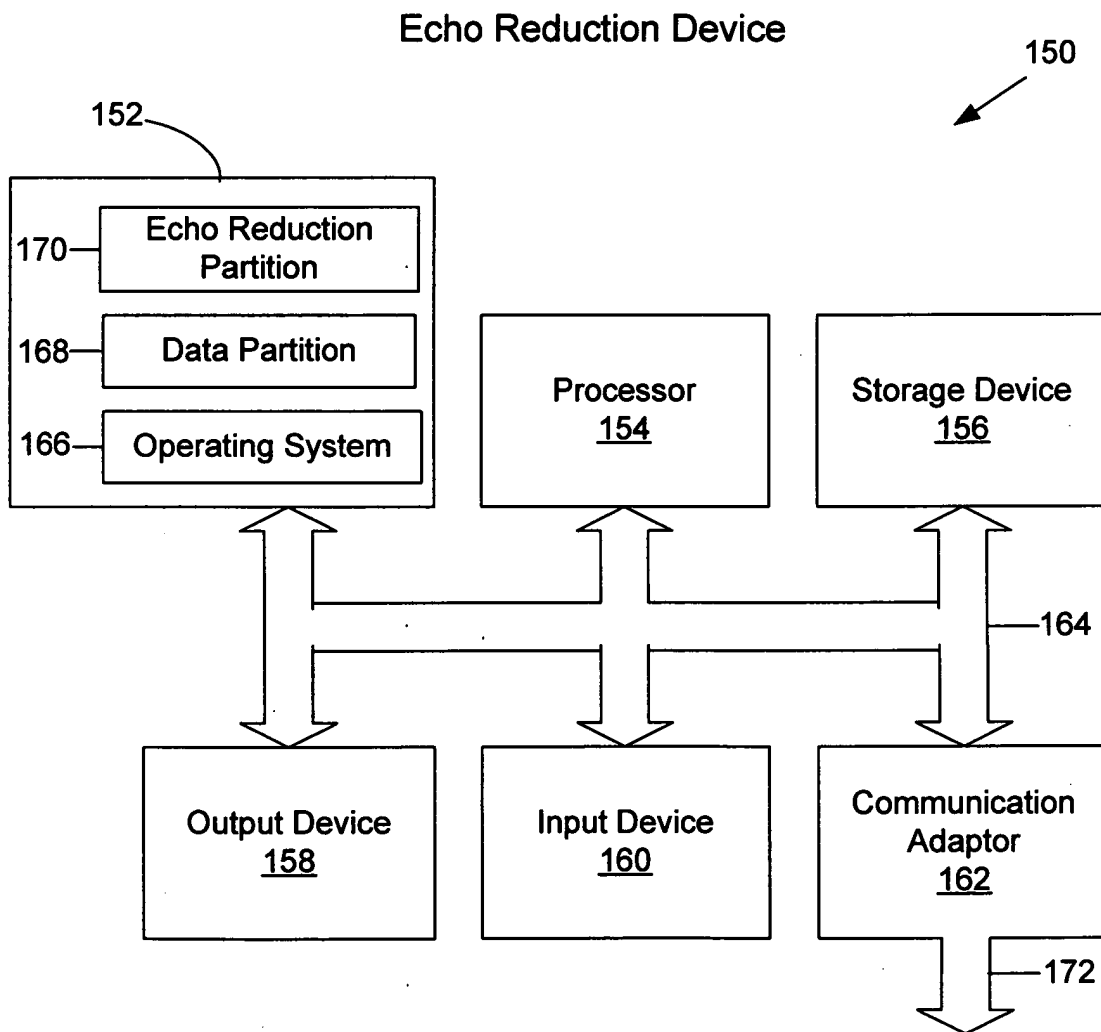 Echo Reduction Device
150
152
170
Echo Reduction
Partition
168
Data Partition
166
Operating System
Processor
154
Storage Device
156
164
Output Device
158
Input Device
160
Communication
Adaptor
162
172